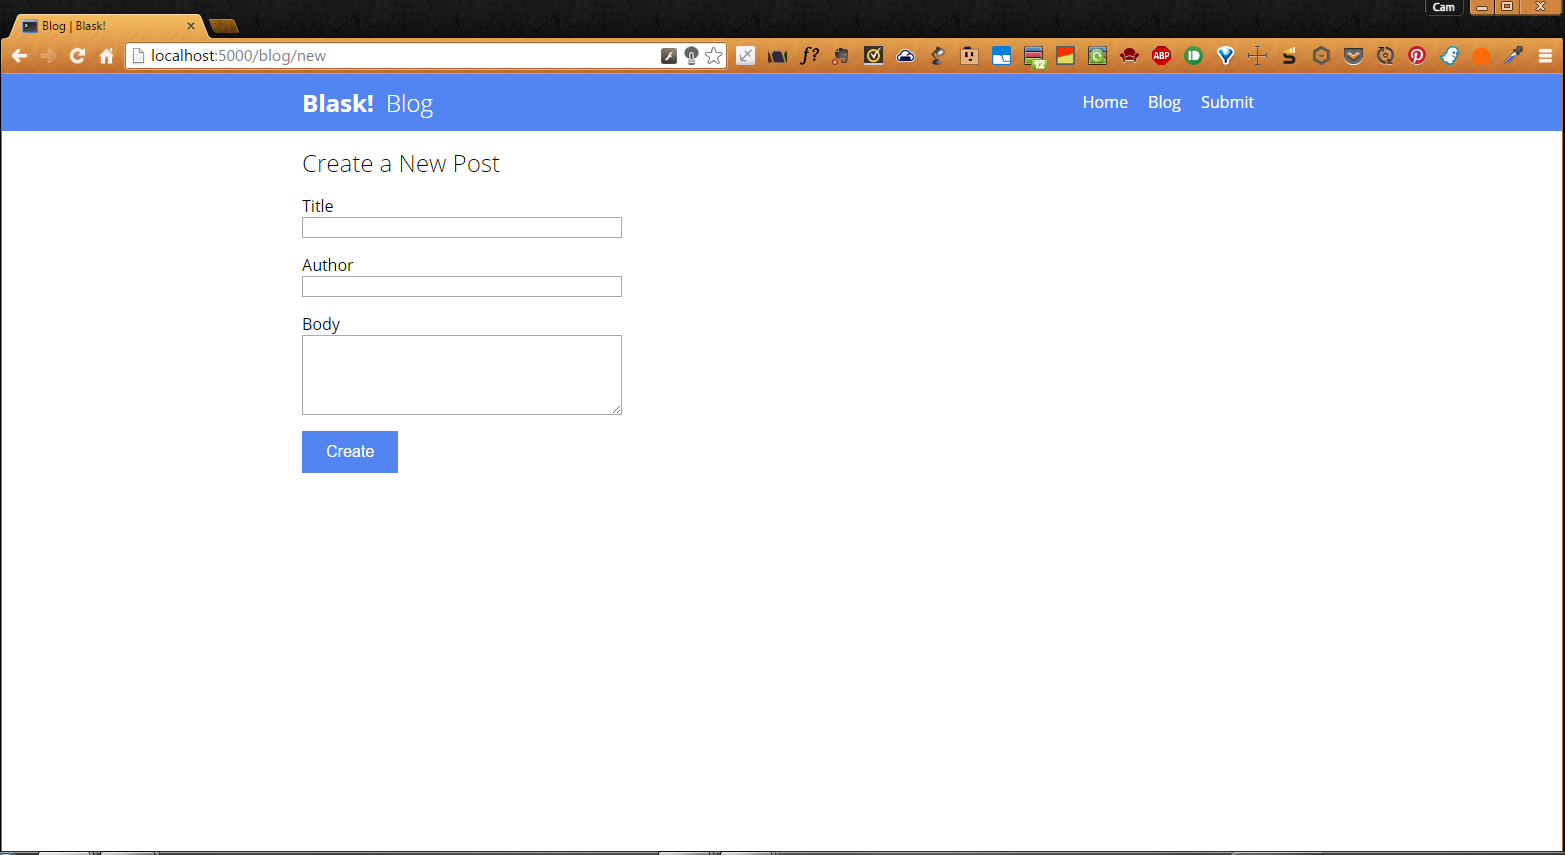 Cam
Blog | Blask!
localhost:5000/blog/new
f?
12
ABP
Blask! Blog
Home Blog Submit
Create a New Post
Title
Author
Body
Create